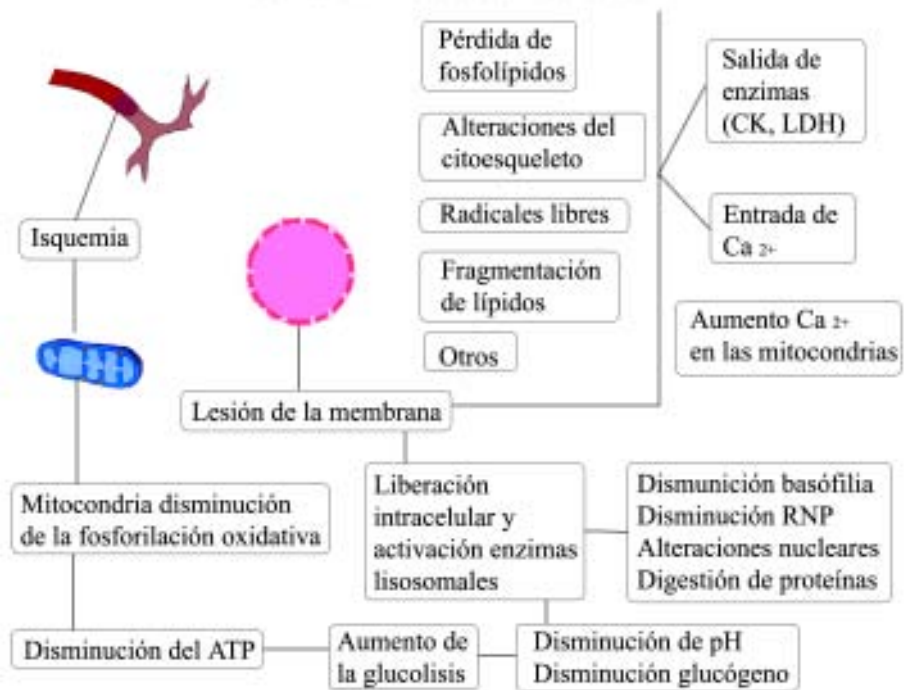 Pérdida de
fosfolípidos
Alteraciones del
citoesqueleto
Radicales libres
Fragmentación
de lípidos
Otros
Salida de
enzimas
(CK, LDH)
Entrada de
Ca 2+
Aumento Ca 2+
en las mitocondrias
Isquemia
Lesión de la membrana
Mitocondria disminución
de la fosforilación oxidativa
Liberación
intracelular y
activación enzimas
lisosomales
Dismunición basófilia
Disminución RNP
Alteraciones nucleares
Digestión de proteínas
Disminución del ATP
Aumento de
la glucolisis
Disminución de pH
Disminución glucógeno